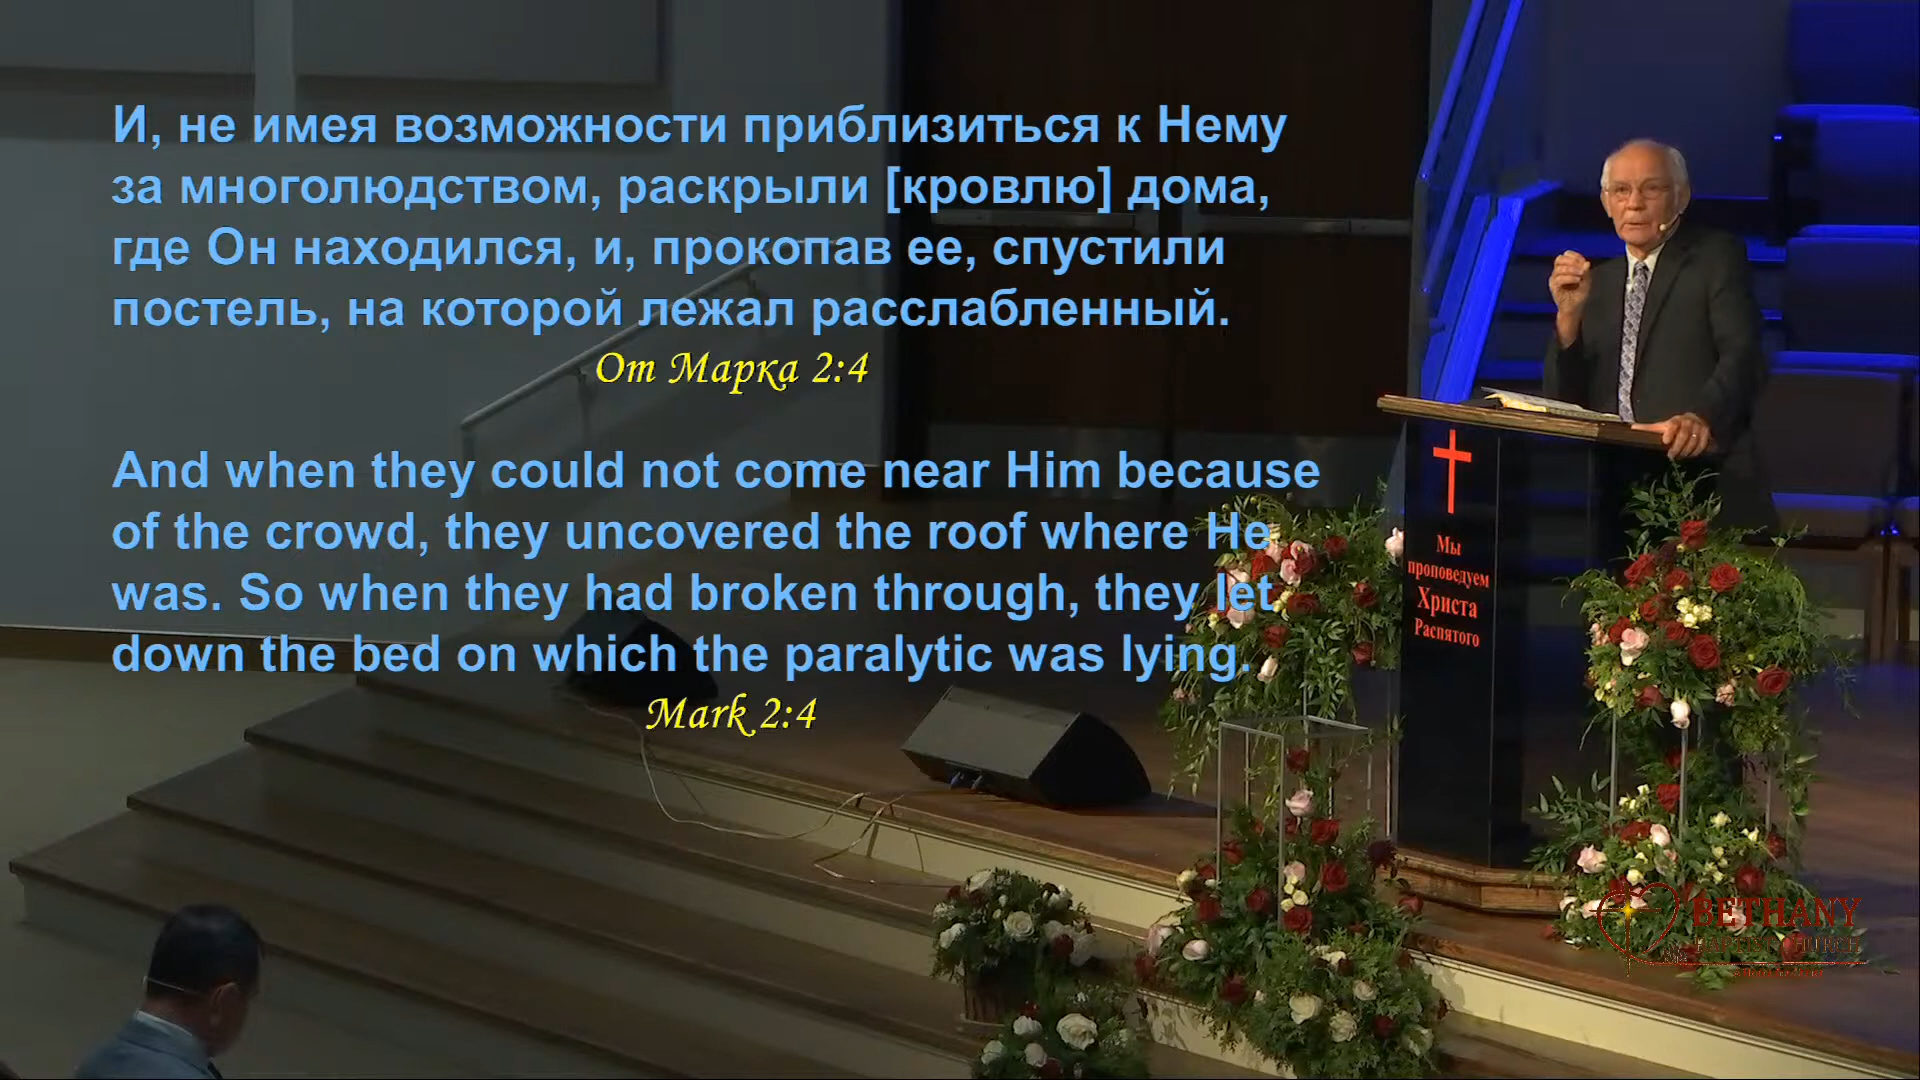 И, не имея возможности приблизиться к Нему
за многолюдством, раскрыли [кровлю] дома,
где Он находился, и, прокопав ее, спустили
постель, на которой лежал расслабленный.
От Марка 2:4
And when they could not come near Him because
of the crowd, they uncovered the roof where He
was. So when they had broken through, they let
down the bed on which the paralytic was lying.
Mark 2:4
Мы
проповедуем
Христа
Распятого
BETHANY
BAPTIST CHURCH